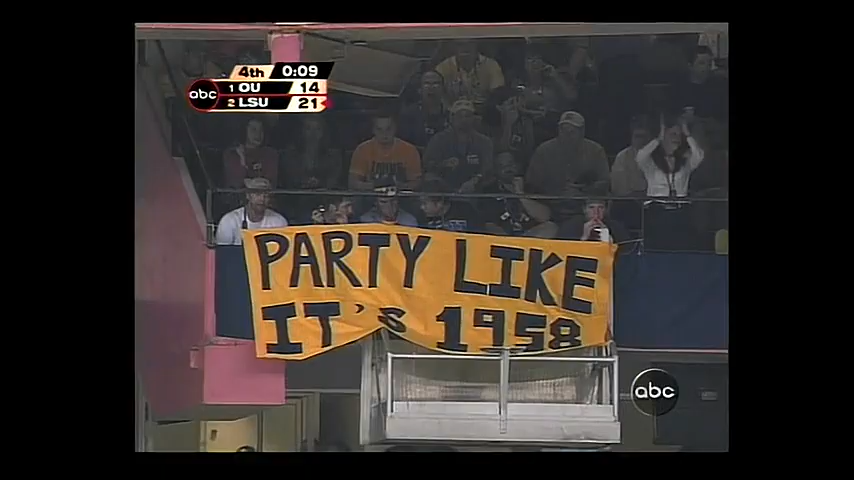 4th 0:09
abc 1 OU 14
2 LSU 21
PARTY LIKE
IT'S 1958
abc